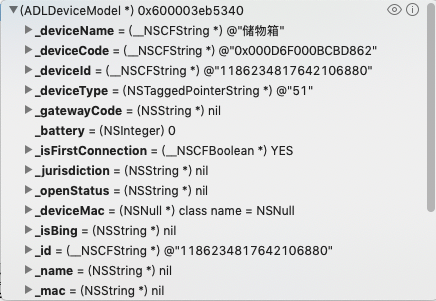 (ADLDeviceModel *) 0x600003eb5340
_deviceName = (__NSCFString *) @"储物箱"
_deviceCode = (__NSCFString *) @"0x000D6F000BCBD862"
_deviceId = (__NSCFString *) @"1186234817642106880"
_deviceType = (NSTaggedPointerString *) @"51"
_gatewayCode = (NSString *) nil
_battery = (NSInteger) 0
_isFirstConnection = (__NSCFBoolean *) YES
_jurisdiction = (NSString *) nil
_openStatus = (NSString *) nil
_deviceMac = (NSNull *) class name = NSNull
_isBing = (NSString *) nil
_id = (__NSCFString *) @"1186234817642106880"
_name = (NSString *) nil
_mac = (NSString *) nil